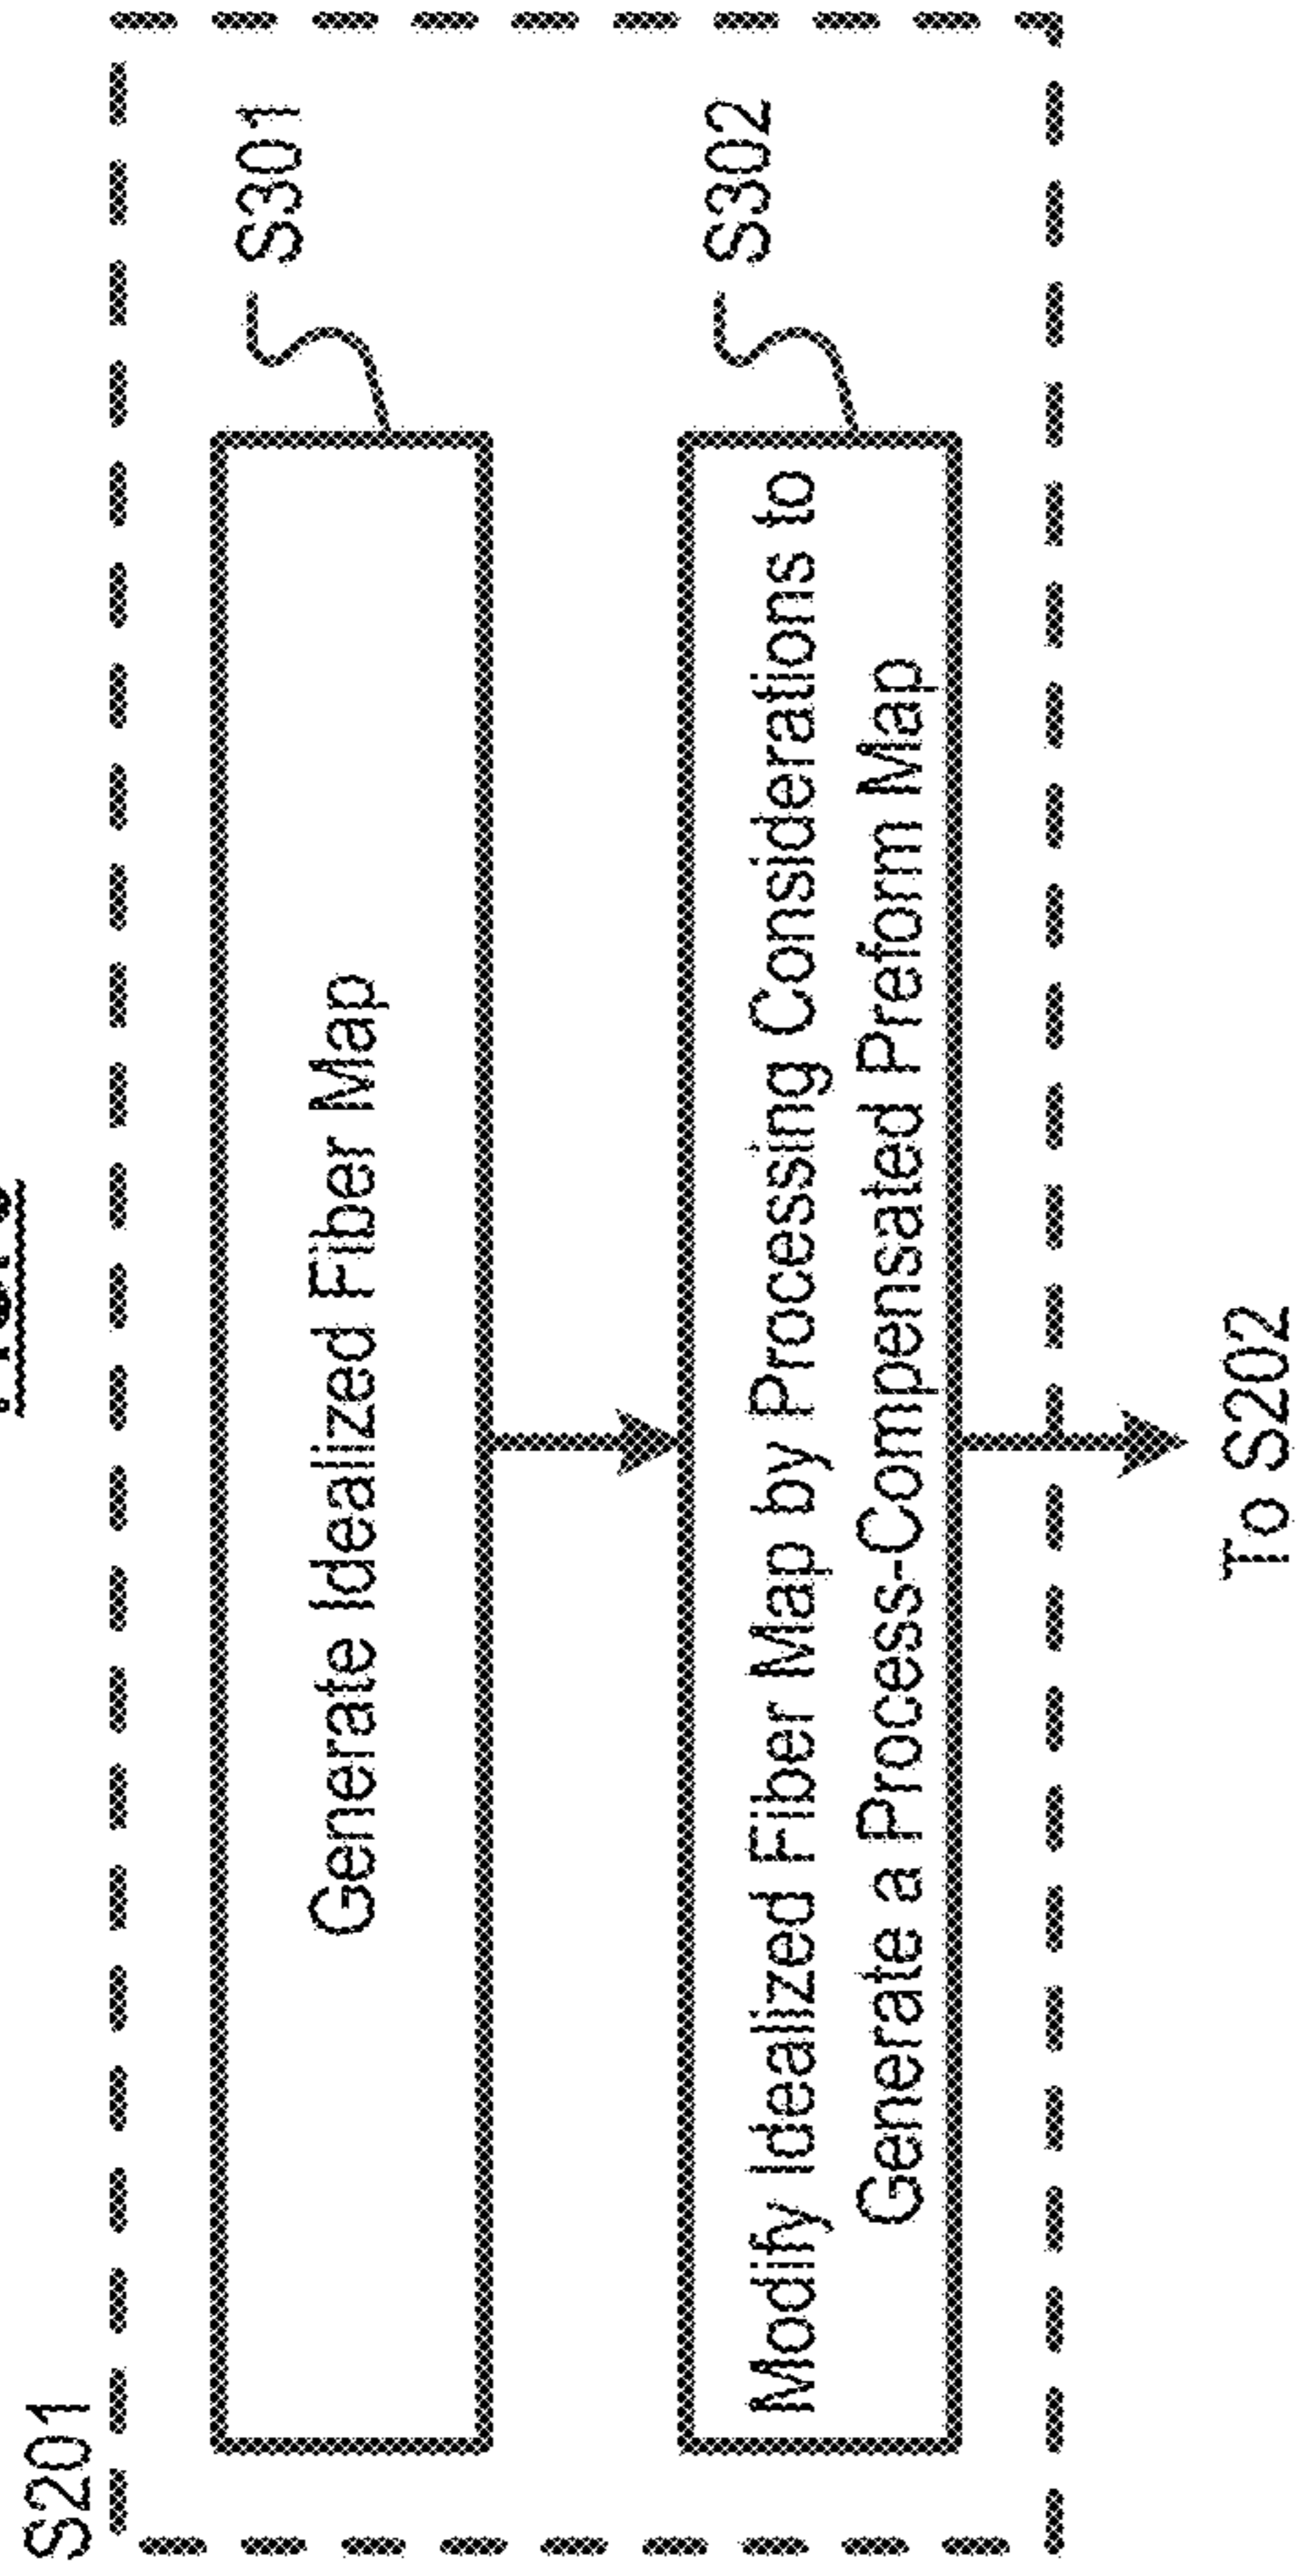 S201
Generate Idealized Fiber Map
S301
Modify Idealized Fiber Map by Processing Considerations to
Generate a Process-Compensated Preform Map
S302
To S202